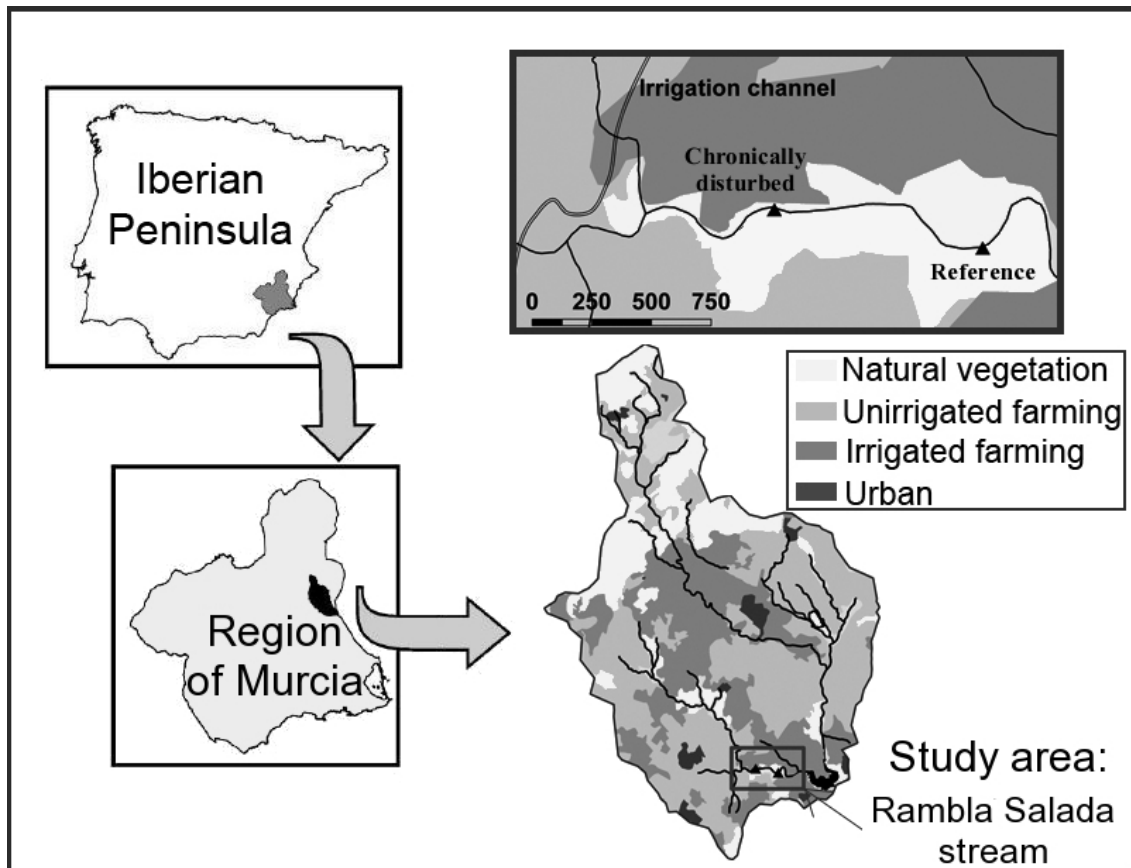 Iberian
Peninsula
Irrigation channel
Chronically
disturbed
Reference
0 250 500 750
Natural vegetation
Unirrigated farming
Irrigated farming
Urban
Region
of Murcia
Study area:
Rambla Salada
stream